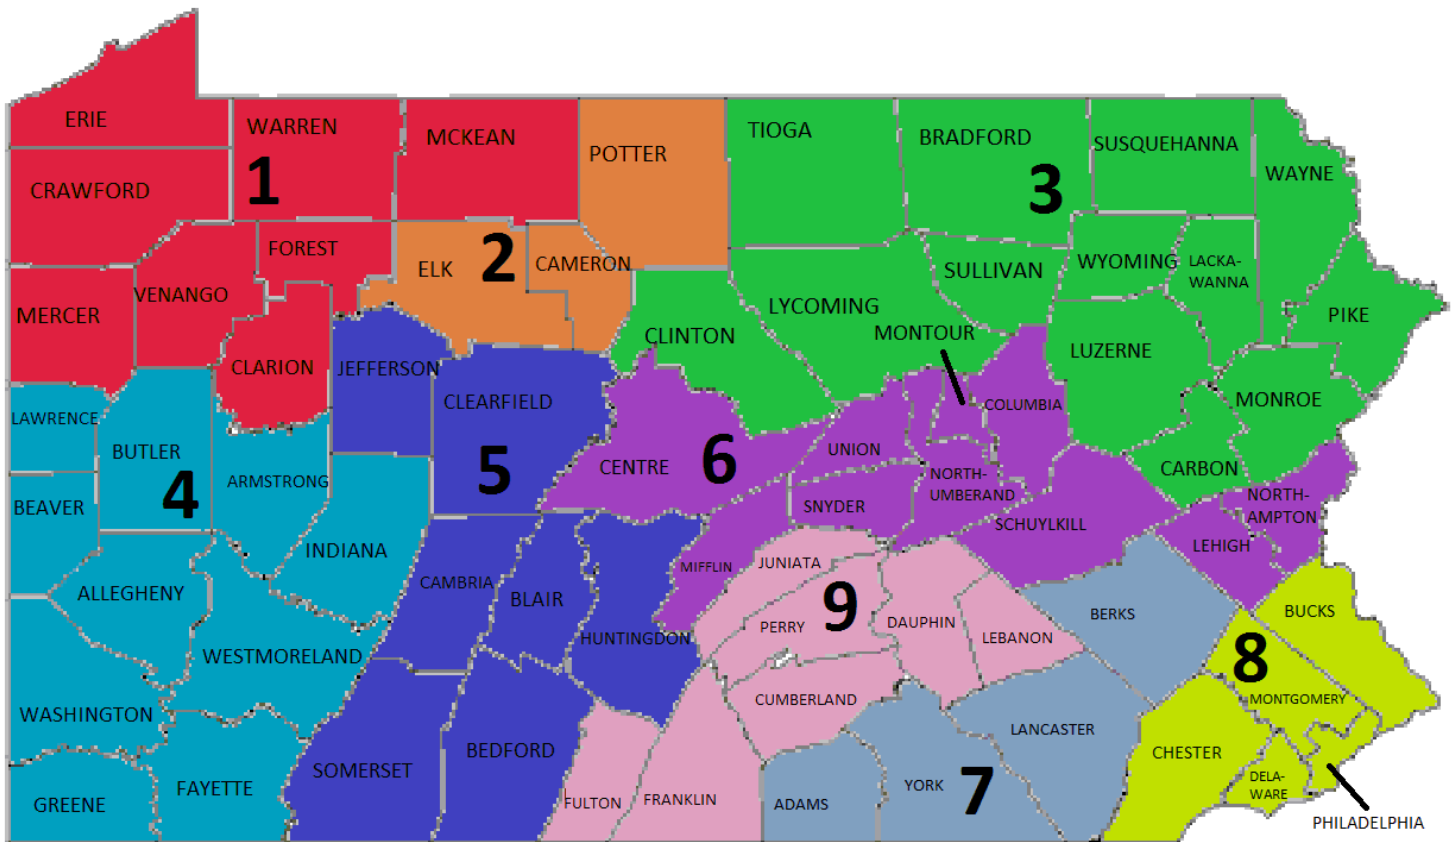 ERIE
WARREN
MCKEAN
POTTER
TIOGA
BRADFORD
SUSQUEHANNA
WAYNE
CRAWFORD
1
3
FOREST
ELK
2
CAMERON
SULLIVAN
WYOMING
LACKA-
WANNA
MERCER
VENANGO
CLINTON
LYCOMING
MONTOUR
LUZERNE
PIKE
CLARION
JEFFERSON
CLEARFIELD
COLUMBIA
MONROE
LAWRENCE
BUTLER
ARMSTRONG
4
5
CENTRE
6
UNION
NORTH-
UMBERAND
CARBON
BEAVER
SNYDER
SCHUYLKILL
NORTH-
AMPTON
LEHIGH
INDIANA
ALLEGHENY
CAMBRIA
BLAIR
HUNTINGDON
MIFFLIN
JUNIATA
PERRY
9
DAUPHIN
LEBANON
BERKS
BUCKS
WESTMORELAND
8
WASHINGTON
CUMBERLAND
LANCASTER
MONTGOMERY
SOMERSET
BEDFORD
CHESTER
GREENE
FAYETTE
FULTON
FRANKLIN
ADAMS
YORK
7
DELA-
WARE
PHILADELPHIA